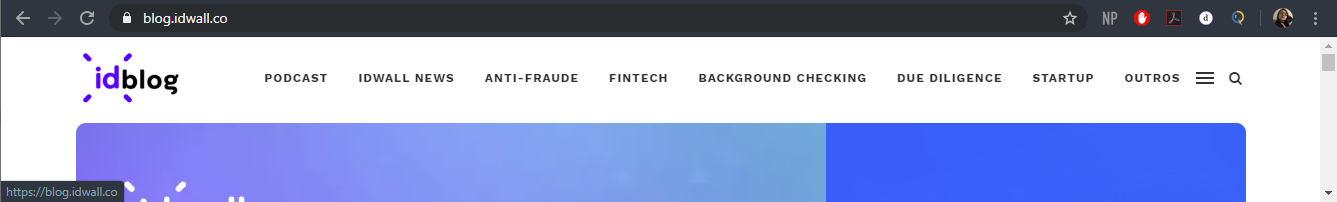 blog.idwall.co
NP
d
idblog
PODCAST IDWALL NEWS ANTI-FRAUDE FINTECH BACKGROUND CHECKING DUE DILIGENCE STARTUP OUTROS
https://blog.idwall.co